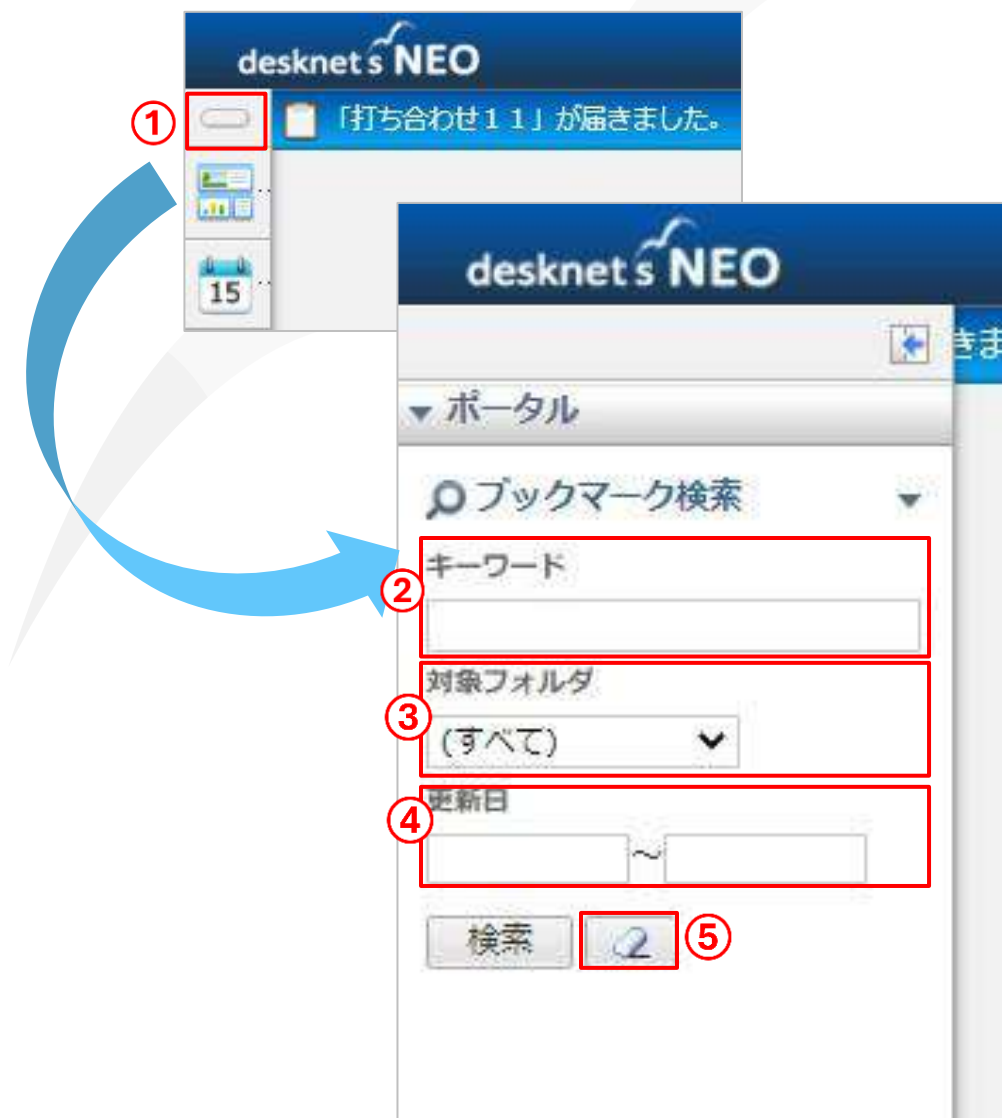 desknet's NEO
①
「打ち合わせ１１」が届きました。
15
desknet's NEO
きま
ポータル
ブックマーク検索
②
キーワード
③
対象フォルダ
(すべて)
④
更新日
～
検索
⑤